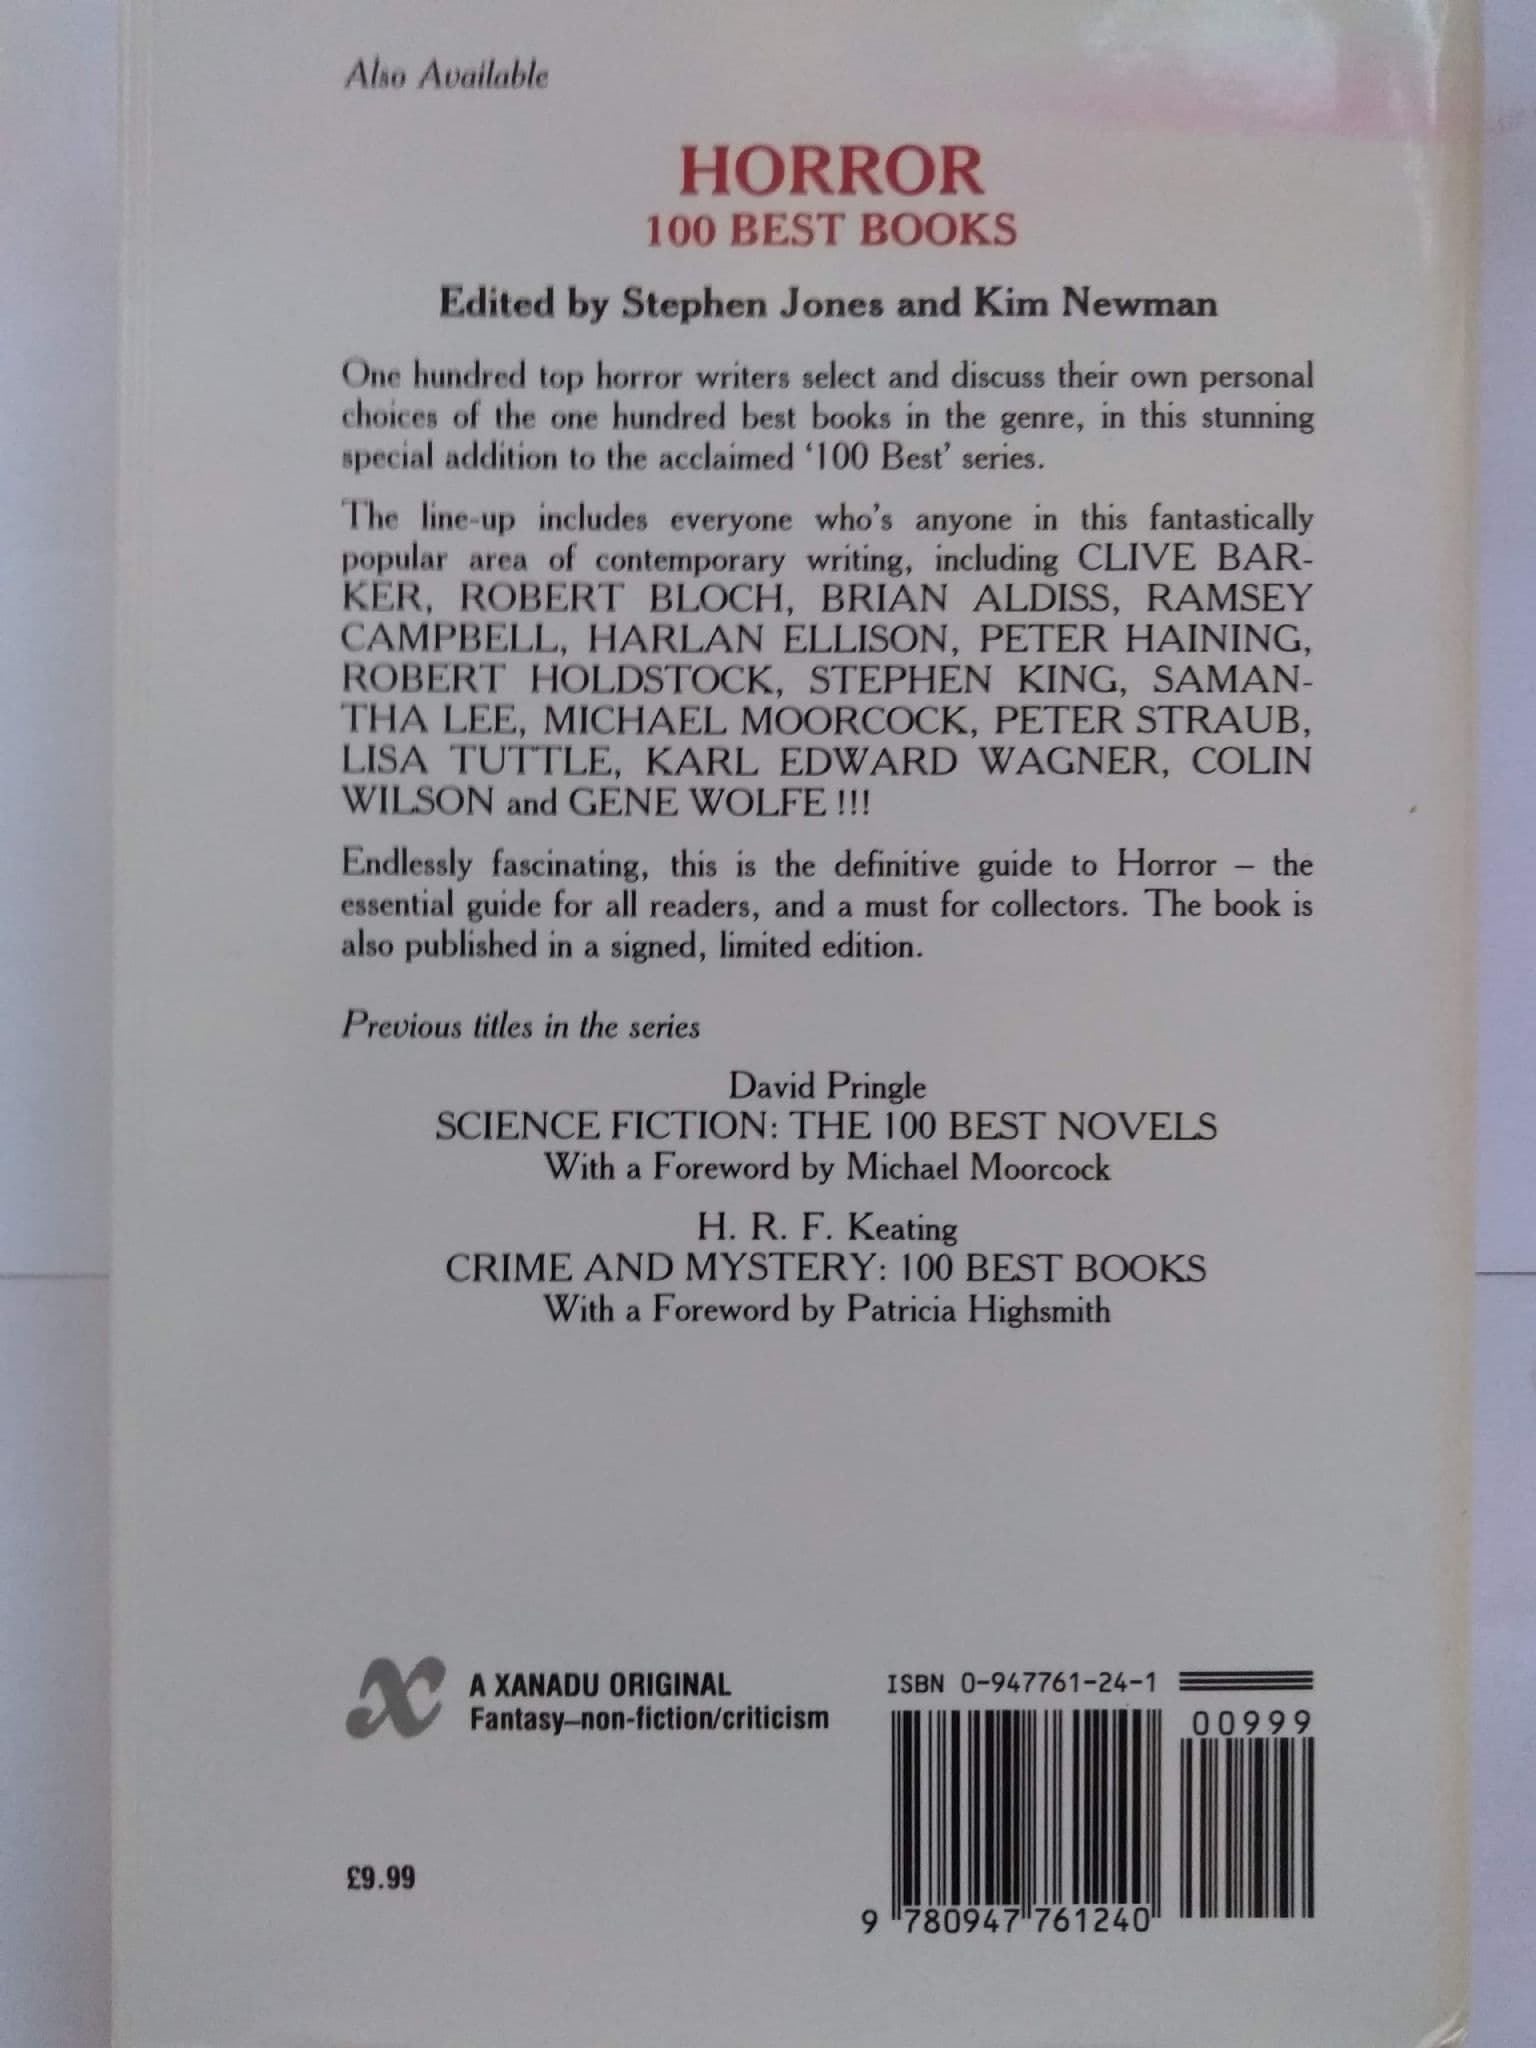 Also Available
HORROR
100 BEST BOOKS
Edited by Stephen Jones and Kim Newman
One hundred top horror writers select and discuss their own personal
choices of the one hundred best books in the genre, in this stunning
special addition to the acclaimed ‘100 Best’ series.
The line-up includes everyone who’s anyone in this fantastically
popular area of contemporary writing, including CLIVE BAR-
KER, ROBERT BLOCH, BRIAN ALDISS, RAMSEY
CAMPBELL, HARLAN ELLISON, PETER HAINING,
ROBERT HOLDSTOCK, STEPHEN KING, SAMAN-
THA LEE, MICHAEL MOORCOCK, PETER STRAUB,
LISA TUTTLE, KARL EDWARD WAGNER, COLIN
WILSON and GENE WOLFE !!!
Endlessly fascinating, this is the definitive guide to Horror – the
essential guide for all readers, and a must for collectors. The book is
also published in a signed, limited edition.
Previous titles in the series
David Pringle
SCIENCE FICTION: THE 100 BEST NOVELS
With a Foreword by Michael Moorcock
H. R. F. Keating
CRIME AND MYSTERY: 100 BEST BOOKS
With a Foreword by Patricia Highsmith
x
A XANADU ORIGINAL
Fantasy–non-fiction/criticism
£9.99
ISBN 0-947761-24-1
00999
9 780947 761240